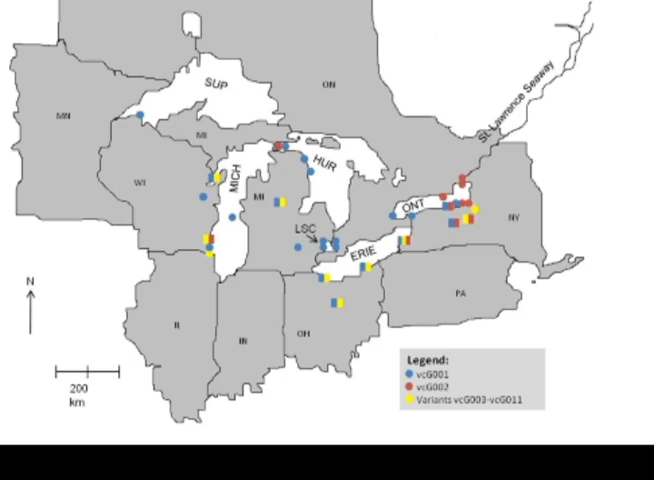 SUP
ON
MN
MI
St-Lawrence Seaway
HUR
MICH
WI
MI
ONT
NY
LSC
ERIE
N
PA
IL
IN
OH
200
km
Legend:
vcG001
vcG002
Variants vcG003-vcG011